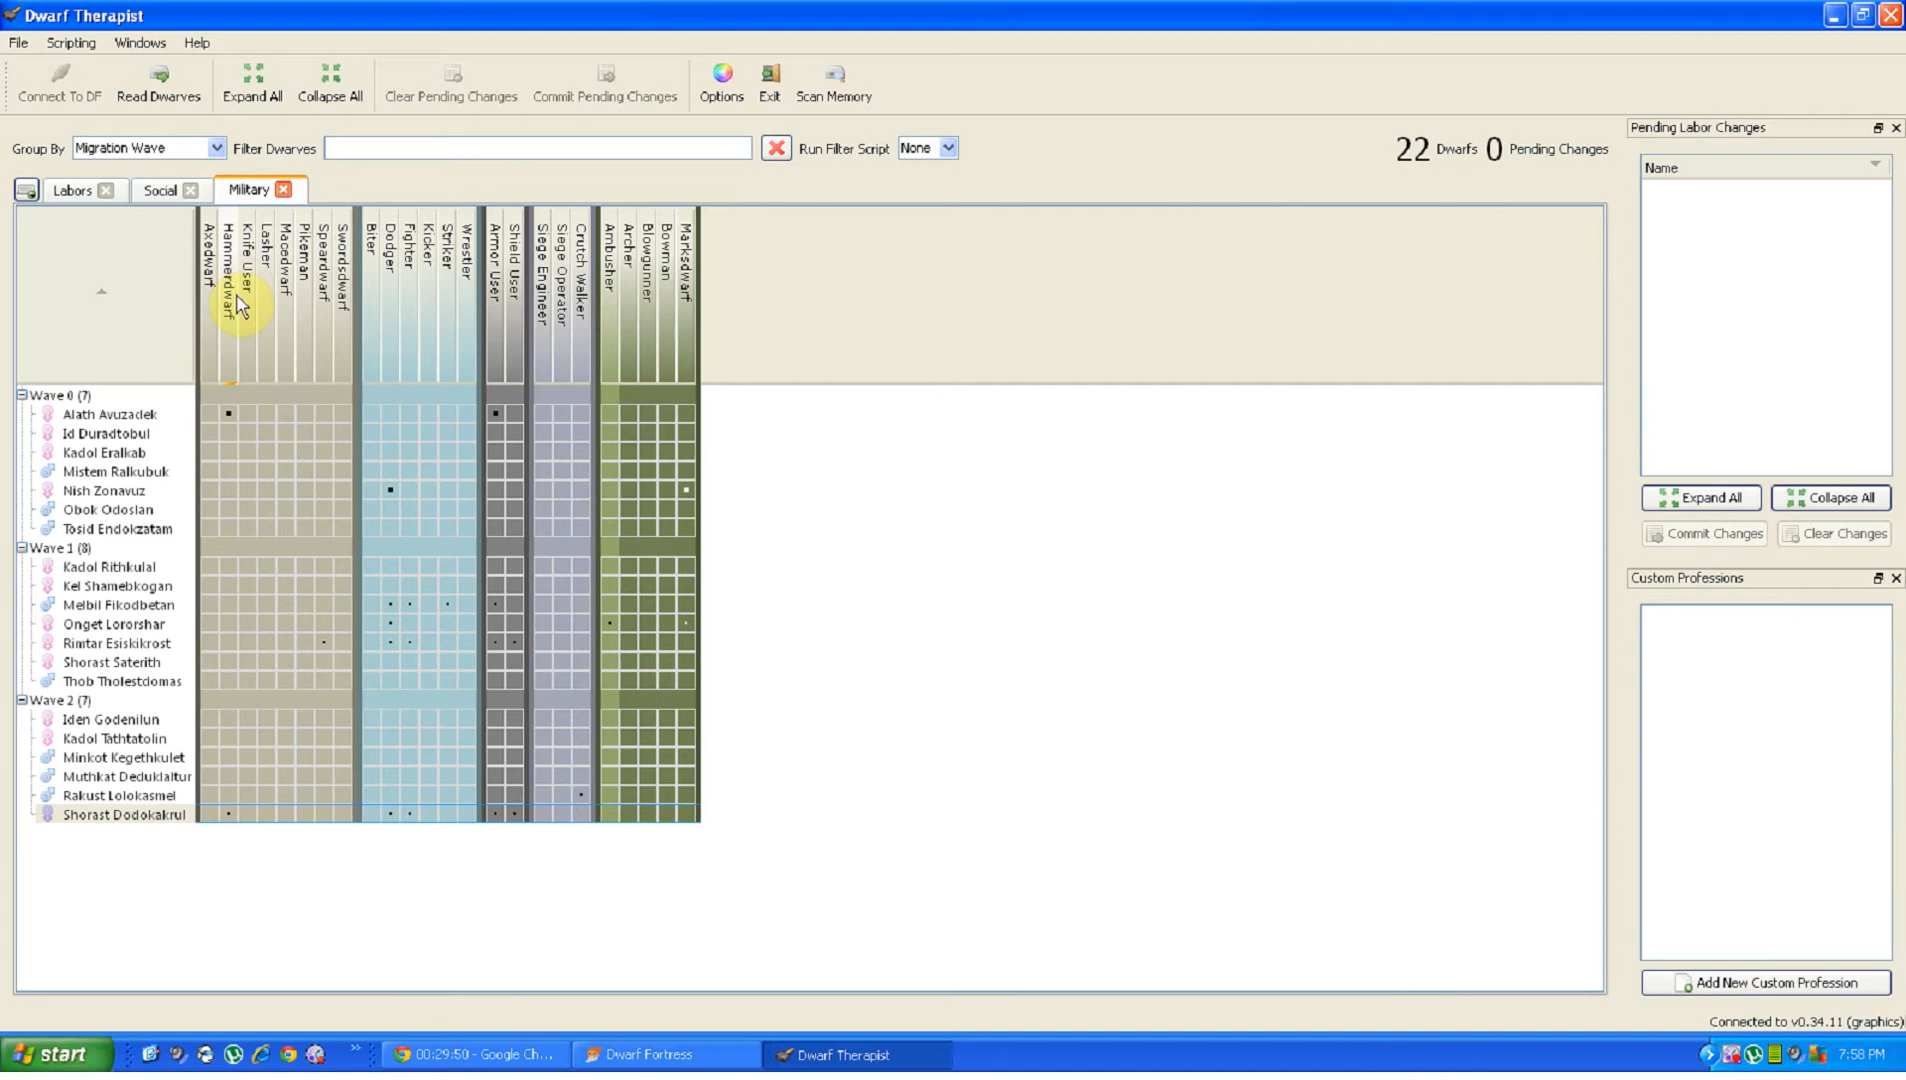 Dwarf Therapist
File Scripting Windows Help
Connect To DF Read Dwarves Expand All Collapse All Clear Pending Changes Commit Pending Changes Options Exit Scan Memory
Group By Migration Wave Filter Dwarves Run Filter Script None 22 Dwarfs 0 Pending Changes
Labors Social Military
Axedwarf
Hammerdwarf
Knife User
Lasher
Macedwarf
Pikeman
Speardwarf
Swordsdwarf
Biter
Dodger
Fighter
Kicker
Striker
Wrestler
Armor User
Shield User
Siege Engineer
Siege Operator
Crutch Walker
Ambusher
Archer
Blowgunner
Bowman
Marksdwarf
Wave 0 (7)
Alath Avuzadek
Id Duradtobul
Kadol Eralkab
Mistem Ralkubuk
Nish Zonavuz
Obok Odoslan
Tosid Endokzatam
Wave 1 (8)
Kadol Rithkulal
Kel Shamebkogan
Melbil Fikodbetan
Onget Lororshar
Rimtar Esiskikrost
Shorast Saterith
Thob Tholestdomas
Wave 2 (7)
Iden Godenilun
Kadol Tathtatolin
Minkot Kegethkulet
Muthkat Deduklaltur
Rakust Lolokasmel
Shorast Dodokakrul
Pending Labor Changes
Name
Expand All Collapse All
Commit Changes Clear Changes
Custom Professions
Add New Custom Profession
Connected to v0.34.11 (graphics)
start 00:29:50 - Google Ch... Dwarf Fortress Dwarf Therapist 7:58 PM